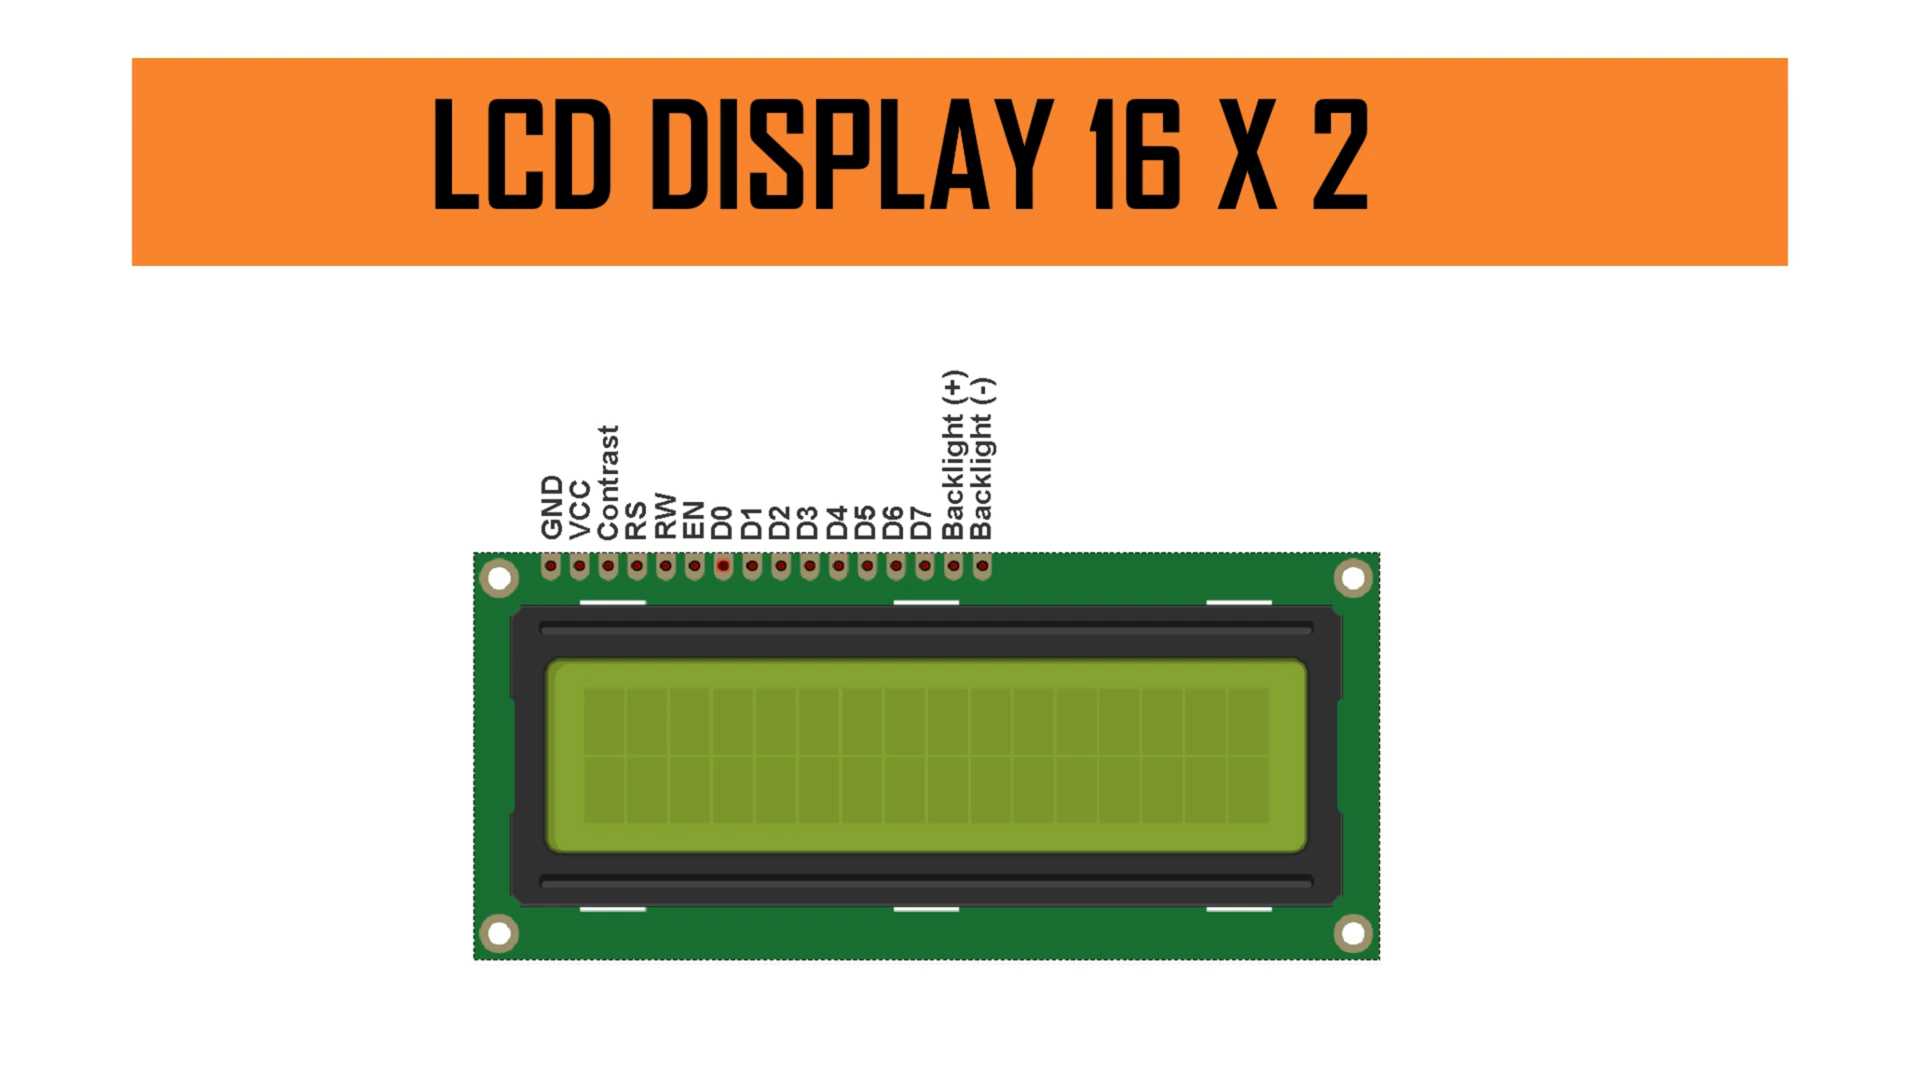 LCD DISPLAY 16 X 2
GND
VCC
Contrast
RS
RW
EN
D0
D1
D2
D3
D4
D5
D6
D7
Backlight (+)
Backlight (-)